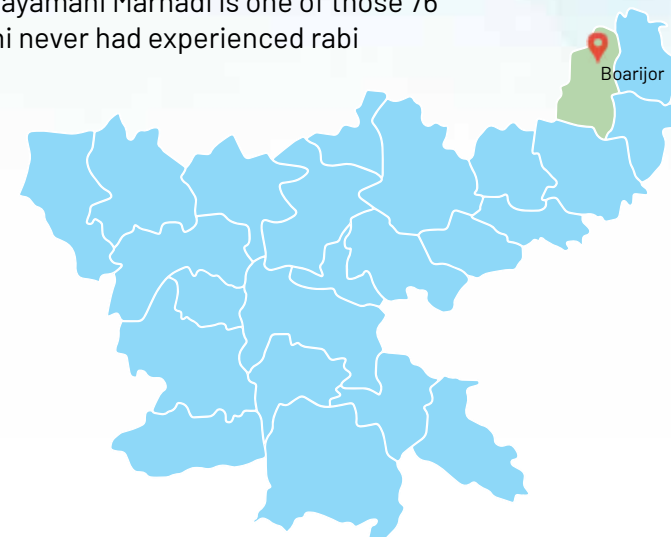 ayamani Marnadi is one of those 76
ni never had experienced rabi
Boarijor